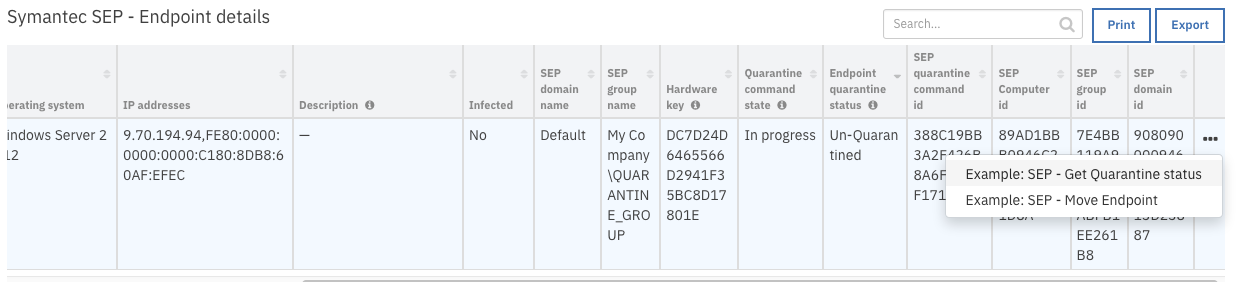 Symantec SEP - Endpoint details
Search...
Print
Export
perating system
IP addresses
Description
Infected
SEP
domain
name
SEP
group
name
Hardware
key
Quarantine
command
state
Endpoint
quarantine
status
SEP
quarantine
command
id
SEP
Computer
id
SEP
group
id
SEP
domain
id
indows Server 2
12
9.70.194.94,FE80:0000:
0000:0000:C180:8DB8:6
0AF:EFEC
—
No
Default
My Co
mpany
\QUAR
ANTIN
E_GRO
UP
DC7D24D
6465566
D2941F3
5BC8D17
801E
In progress
Un-Quaran
tined
388C19BB
89AD1BB
7E4BB
908090
Example: SEP - Get Quarantine status
Example: SEP - Move Endpoint
EE261
B8
87